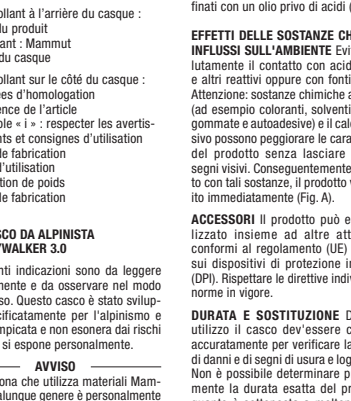 ollant à l'arrière du casque :
du produit
ant : Mammut
du casque
ollant sur le côté du casque :
es d'homologation
ence de l'article
ole « i » : respecter les avertis-
ts et consignes d'utilisation
e fabrication
d'utilisation
tion de poids
e fabrication
SCO DA ALPINISTA
WALKER 3.0
nti indicazioni sono da leggere
mente e da osservare nel modo
so. Questo casco è stato svilup-
cificatamente per l'alpinismo e
mpicata e non esonera dai rischi
si espone personalmente.
AVVISO
ona che utilizza materiali Mam-
alunque genere è personalmente
finati con un olio privo di acidi (
EFFETTI DELLE SOSTANZE CH
INFLUSSI SULL'AMBIENTE Evi
lutamente il contatto con acid
e altri reattivi oppure con fonti
Attenzione: sostanze chimiche a
(ad esempio coloranti, solventi
gommate e autoadesive) e il cal
sivo possono peggiorare le cara
del prodotto senza lasciare
segni visivi. Conseguentemente
to con tali sostanze, il prodotto v
ito immediatamente (Fig. A).
ACCESSORI Il prodotto può e
lizzato insieme ad altre att
conformi al regolamento (UE)
sui dispositivi di protezione in
(DPI). Rispettare le direttive indiv
norme in vigore.
DURATA E SOSTITUZIONE D
utilizzo il casco dev'essere c
accuratamente per verificare la
di danni e di segni di usura e log
Non è possibile determinare p
mente la durata esatta del pr